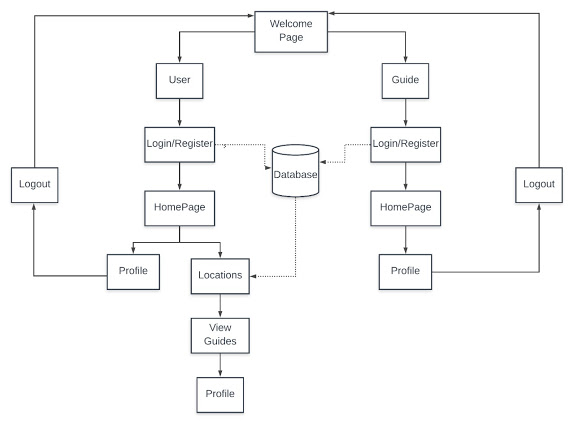 Welcome
Page
User
Guide
Login/Register
Login/Register
Database
Logout
Logout
HomePage
HomePage
Profile
Locations
Profile
View
Guides
Profile